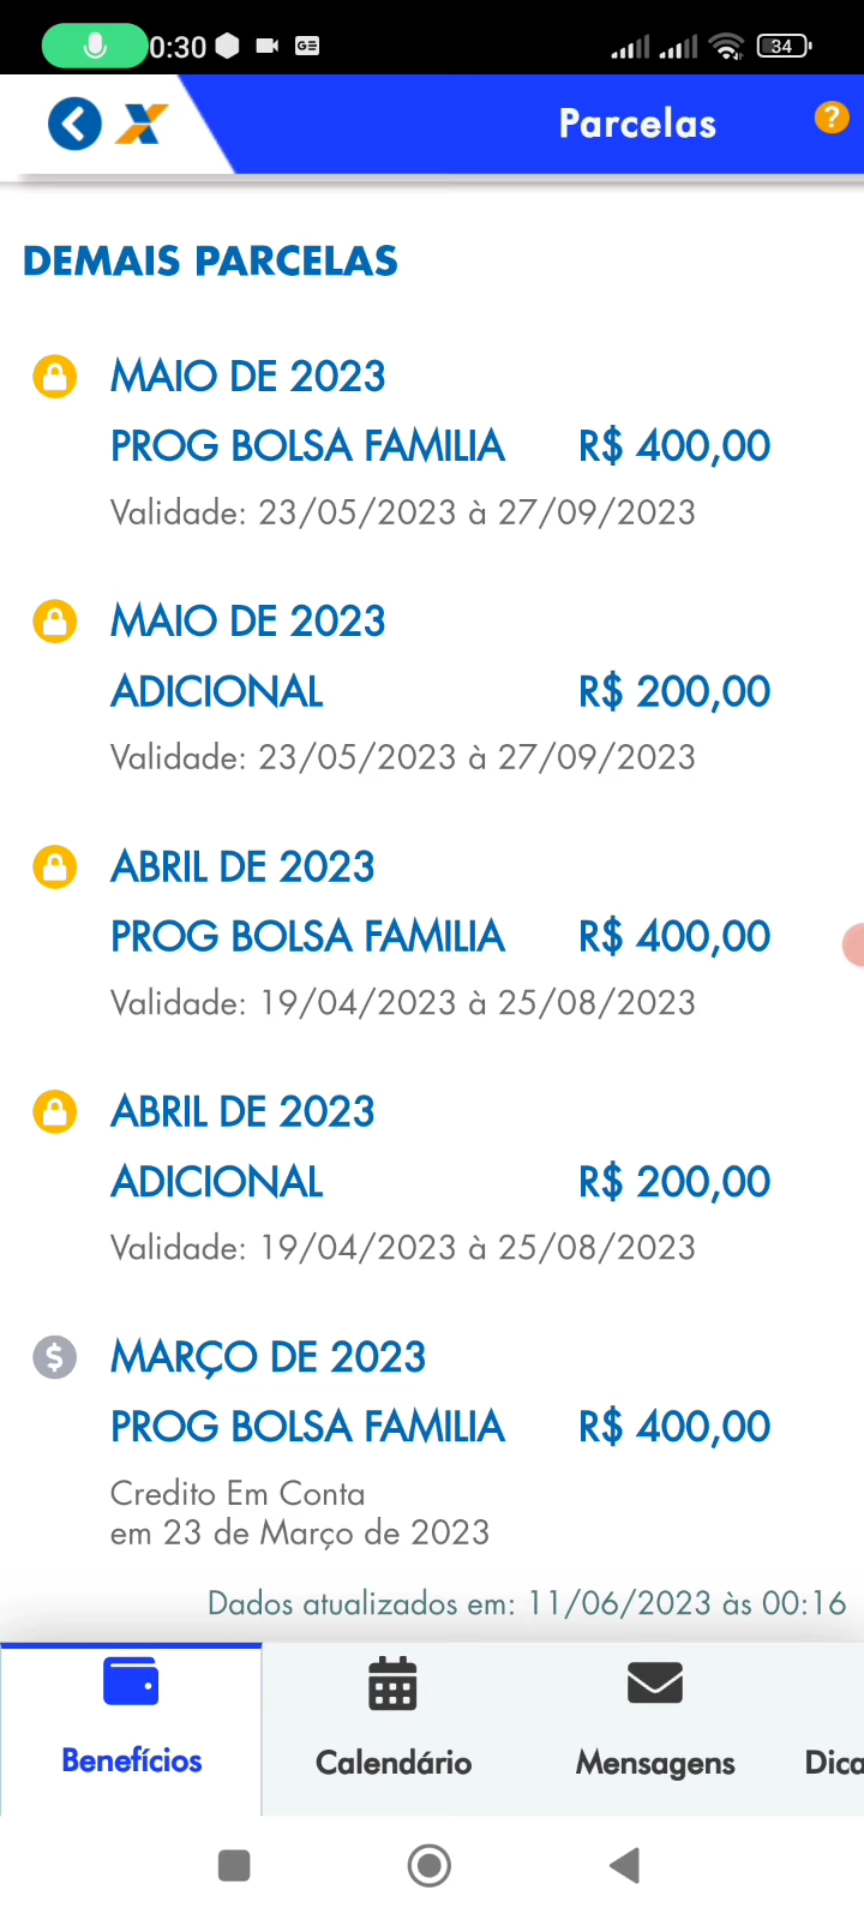 0:30
34
Parcelas
?
DEMAIS PARCELAS
MAIO DE 2023
PROG BOLSA FAMILIA R$ 400,00
Validade: 23/05/2023 à 27/09/2023
MAIO DE 2023
ADICIONAL R$ 200,00
Validade: 23/05/2023 à 27/09/2023
ABRIL DE 2023
PROG BOLSA FAMILIA R$ 400,00
Validade: 19/04/2023 à 25/08/2023
ABRIL DE 2023
ADICIONAL R$ 200,00
Validade: 19/04/2023 à 25/08/2023
$ MARÇO DE 2023
PROG BOLSA FAMILIA R$ 400,00
Credito Em Conta
em 23 de Março de 2023
Dados atualizados em: 11/06/2023 às 00:16
Benefícios Calendário Mensagens Dica